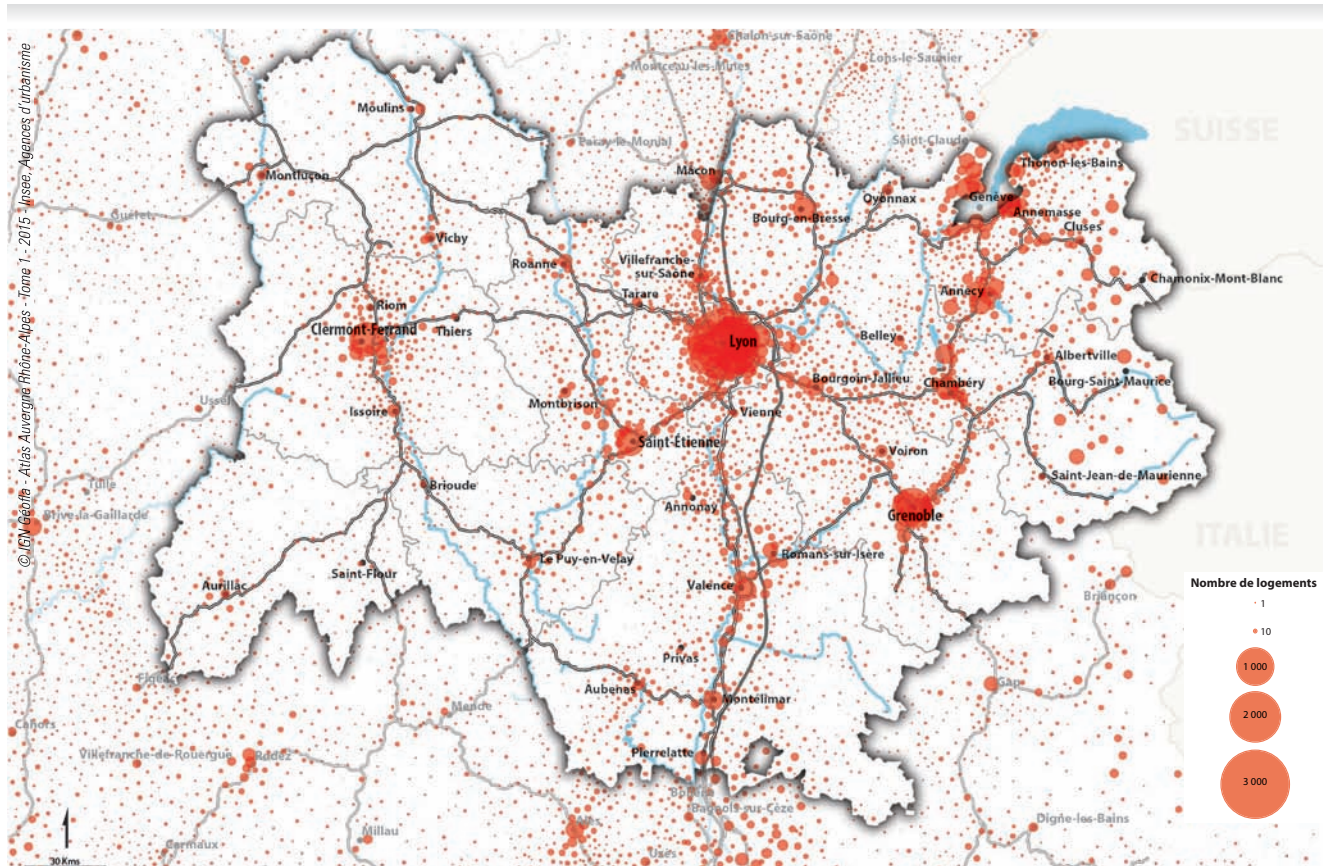 ©IGN Géofla - Atlas Auvergne Rhône-Alpes - Tome 1 - 2015 - Insee, Agences d'urbanisme
Chalon-sur-Saône
Montceau-les-Mines
Lons-le-Saunier
Moulins
SUISSE
Paray-le-Monial
Saint-Claude
Thonon-les-Bains
Montluçon
Mâcon
Oyonnax
Genève
Guéret
Bourg-en-Bresse
Annemasse
Cluses
Vichy
Roanne
Villefranche-
sur-Saône
Chamonix-Mont-Blanc
Annecy
Riom
Tarare
Clermont-Ferrand
Thiers
Lyon
Belley
Albertville
Bourgoin-Jallieu
Chambéry
Bourg-Saint-Maurice
Ussel
Issoire
Montbrison
Vienne
Saint-Étienne
Voiron
Saint-Jean-de-Maurienne
Tulle
Brioude
Annonay
Brive-la-Gaillarde
Grenoble
ITALIE
Le Puy-en-Velay
Romans-sur-Isère
Saint-Flour
Aurillac
Valence
Nombre de logements
1
10
1 000
2 000
3 000
Briançon
Privas
Figeac
Aubenas
Gap
Mende
Montélimar
Cahors
Villefranche-de-Rouergue
Rodez
Pierrelatte
Bollène
Bagnols-sur-Cèze
Alès
Millau
Digne-les-Bains
Carmaux
Uzès
30 Kms